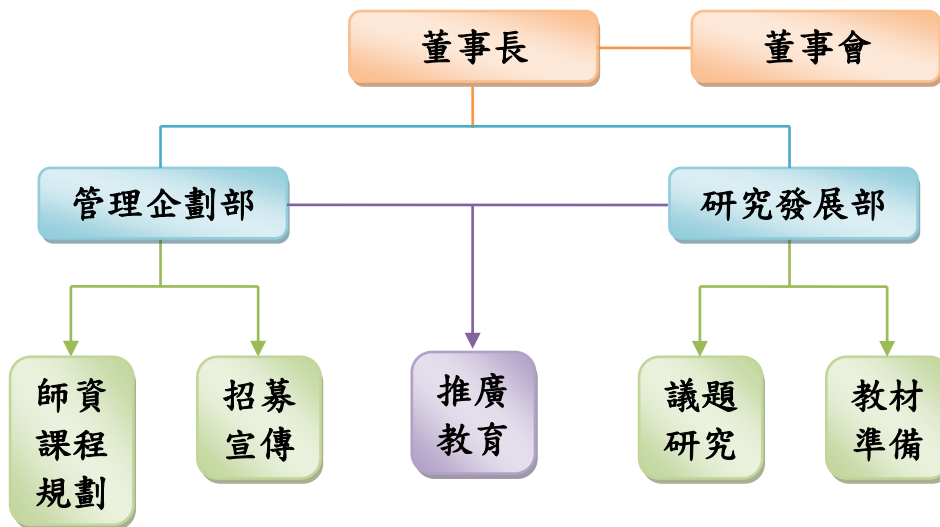 董事長
董事會
管理企劃部
研究發展部
師資
課程
規劃
招募
宣傳
推廣
教育
議題
研究
教材
準備